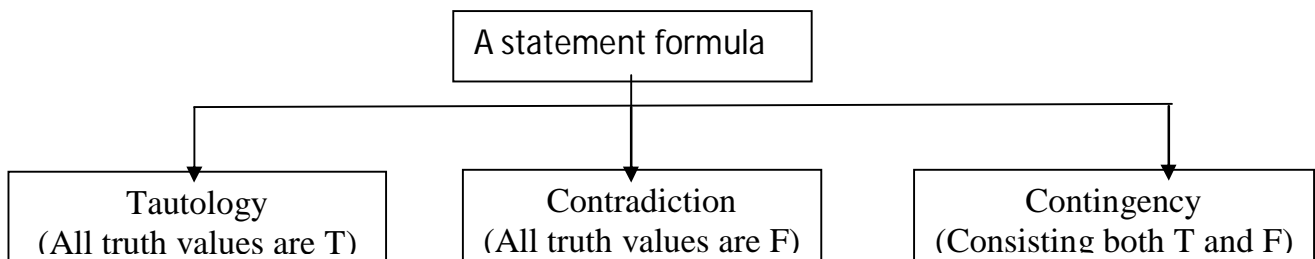 A statement formula
Tautology
(All truth values are T)
Contradiction
(All truth values are F)
Contingency
(Consisting both T and F)